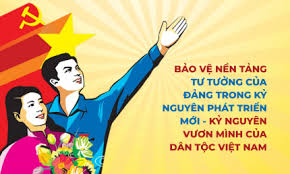 BẢO VỆ NỀN TẢNG
TƯ TƯỞNG CỦA
ĐẢNG TRONG KỶ
NGUYÊN PHÁT TRIỂN
MỚI - KỶ NGUYÊN
VƯƠN MÌNH CỦA
DÂN TỘC VIỆT NAM